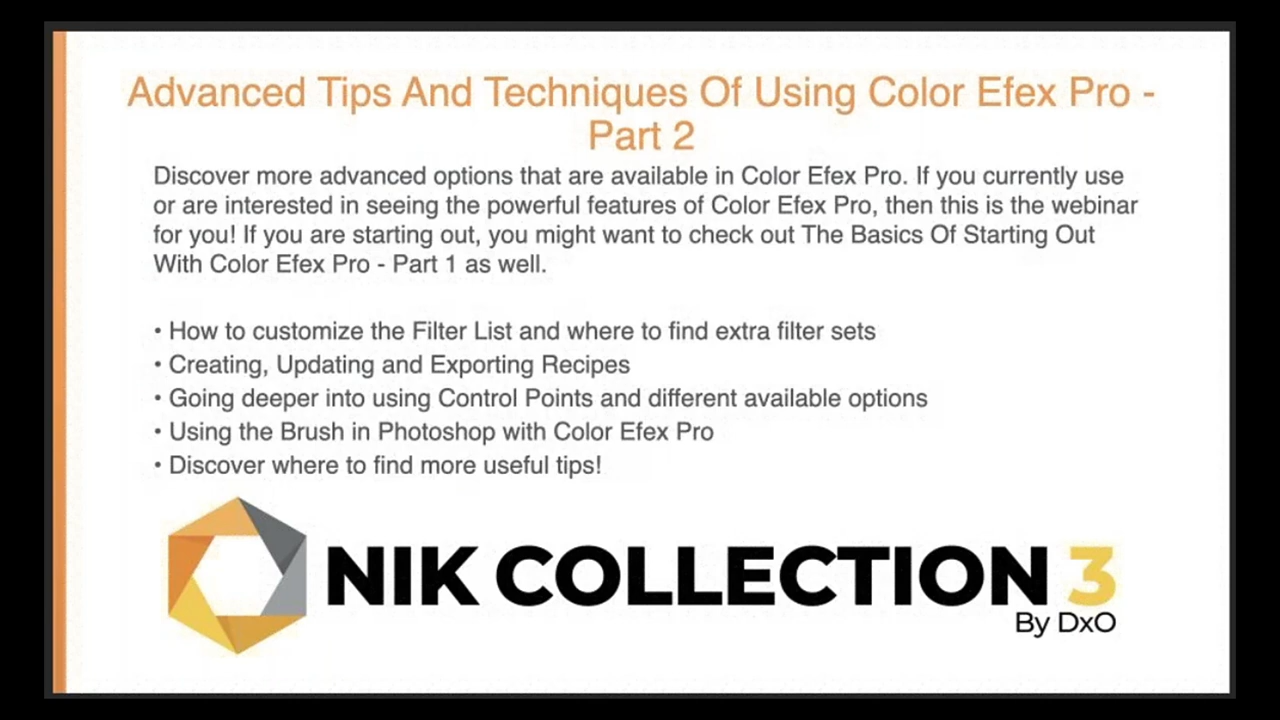 Advanced Tips And Techniques Of Using Color Efex Pro -
Part 2
Discover more advanced options that are available in Color Efex Pro. If you currently use
or are interested in seeing the powerful features of Color Efex Pro, then this is the webinar
for you! If you are starting out, you might want to check out The Basics Of Starting Out
With Color Efex Pro - Part 1 as well.
• How to customize the Filter List and where to find extra filter sets
• Creating, Updating and Exporting Recipes
• Going deeper into using Control Points and different available options
• Using the Brush in Photoshop with Color Efex Pro
• Discover where to find more useful tips!
NIK COLLECTION 3
By DxO